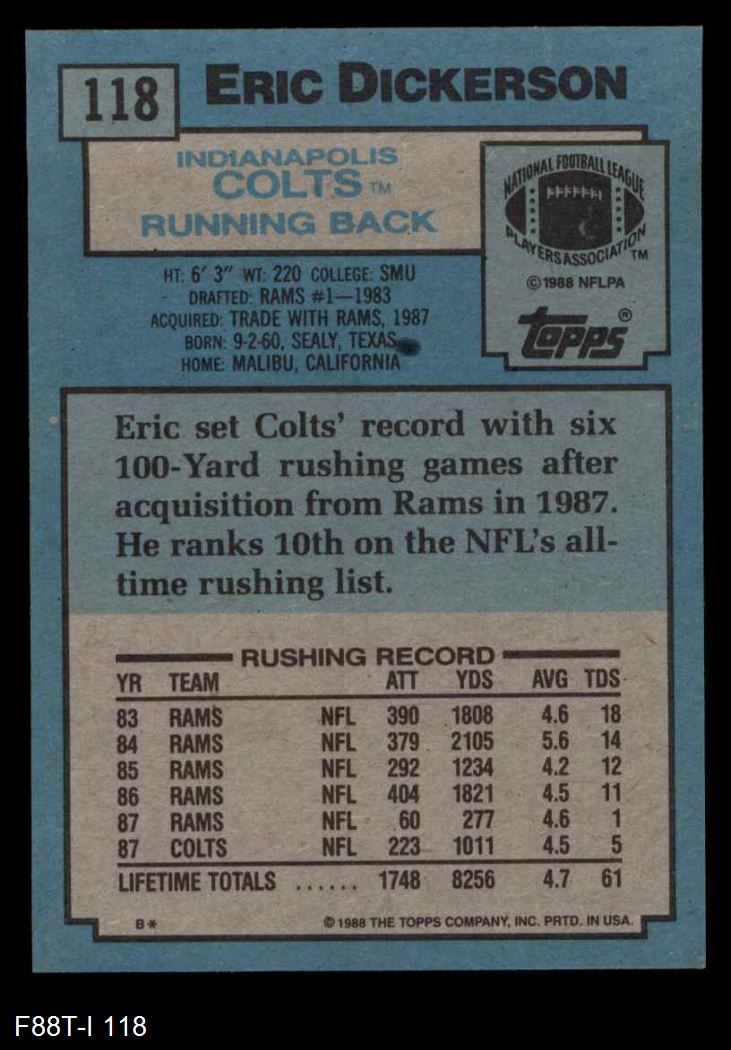 118
ERIC DICKERSON
INDIANAPOLIS
COLTS TM
RUNNING BACK
NATIONAL FOOTBALL LEAGUE
PLAYERS ASSOCIATION TM
© 1988 NFLPA
topps®
HT: 6' 3" WT: 220 COLLEGE: SMU
DRAFTED: RAMS #1—1983
ACQUIRED: TRADE WITH RAMS, 1987
BORN: 9-2-60, SEALY, TEXAS
HOME: MALIBU, CALIFORNIA
Eric set Colts' record with six
100-Yard rushing games after
acquisition from Rams in 1987.
He ranks 10th on the NFL's all-
time rushing list.
RUSHING RECORD
YR TEAM ATT YDS AVG TDS
83 RAMS NFL 390 1808 4.6 18
84 RAMS NFL 379 2105 5.6 14
85 RAMS NFL 292 1234 4.2 12
86 RAMS NFL 404 1821 4.5 11
87 RAMS NFL 60 277 4.6 1
87 COLTS NFL 223 1011 4.5 5
LIFETIME TOTALS ...... 1748 8256 4.7 61
B* © 1988 THE TOPPS COMPANY, INC. PRTD. IN USA.
F88T-I 118